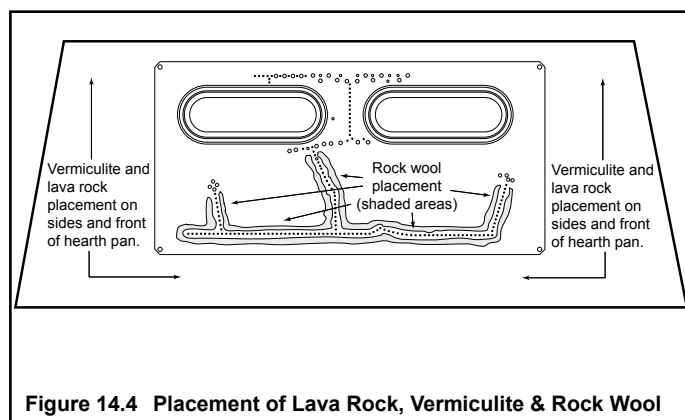 Vermiculite and
lava rock
placement on
sides and front
of hearth pan.
Rock wool
placement
(shaded areas)
Vermiculite and
lava rock
placement on
sides and front
of hearth pan.
Figure 14.4 Placement of Lava Rock, Vermiculite & Rock Wool